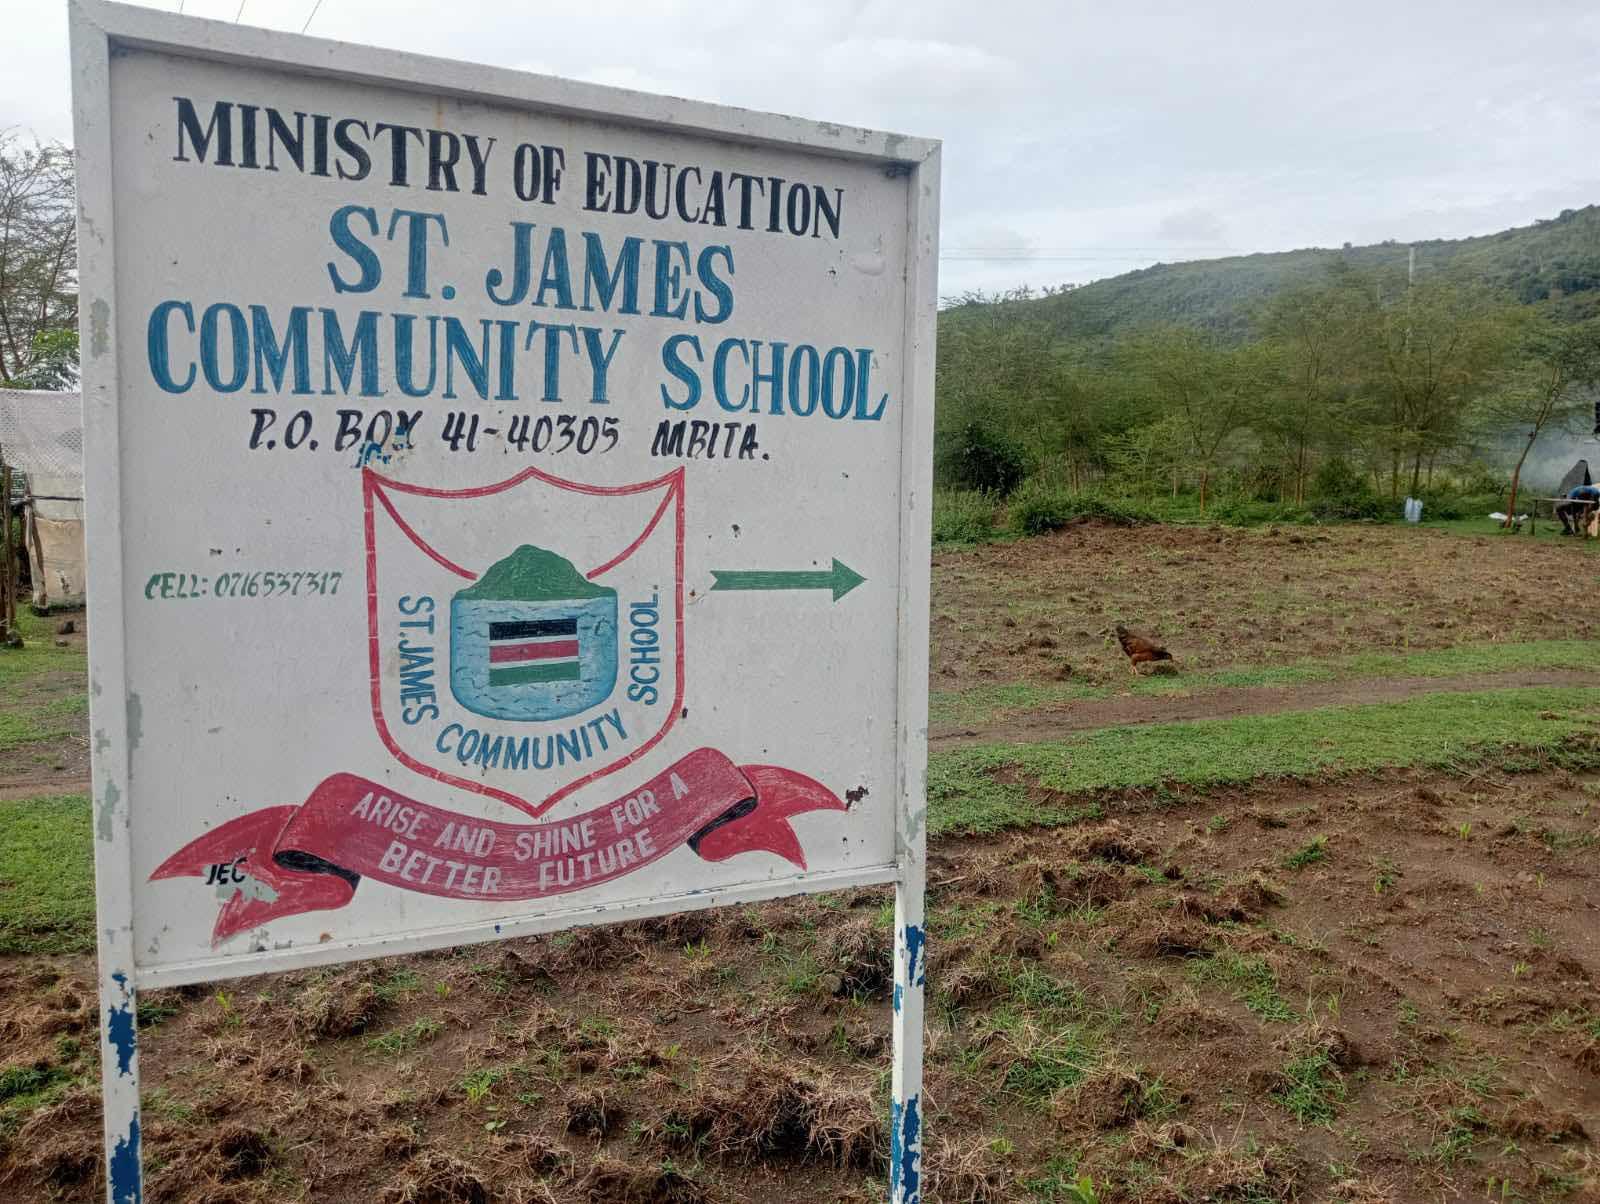 MINISTRY OF EDUCATION
ST. JAMES
COMMUNITY SCHOOL
P.O. BOX 41-40305 MBITA.
CELL: 0716537317
ST. JAMES COMMUNITY SCHOOL.
ARISE AND SHINE FOR A
BETTER FUTURE
JEC